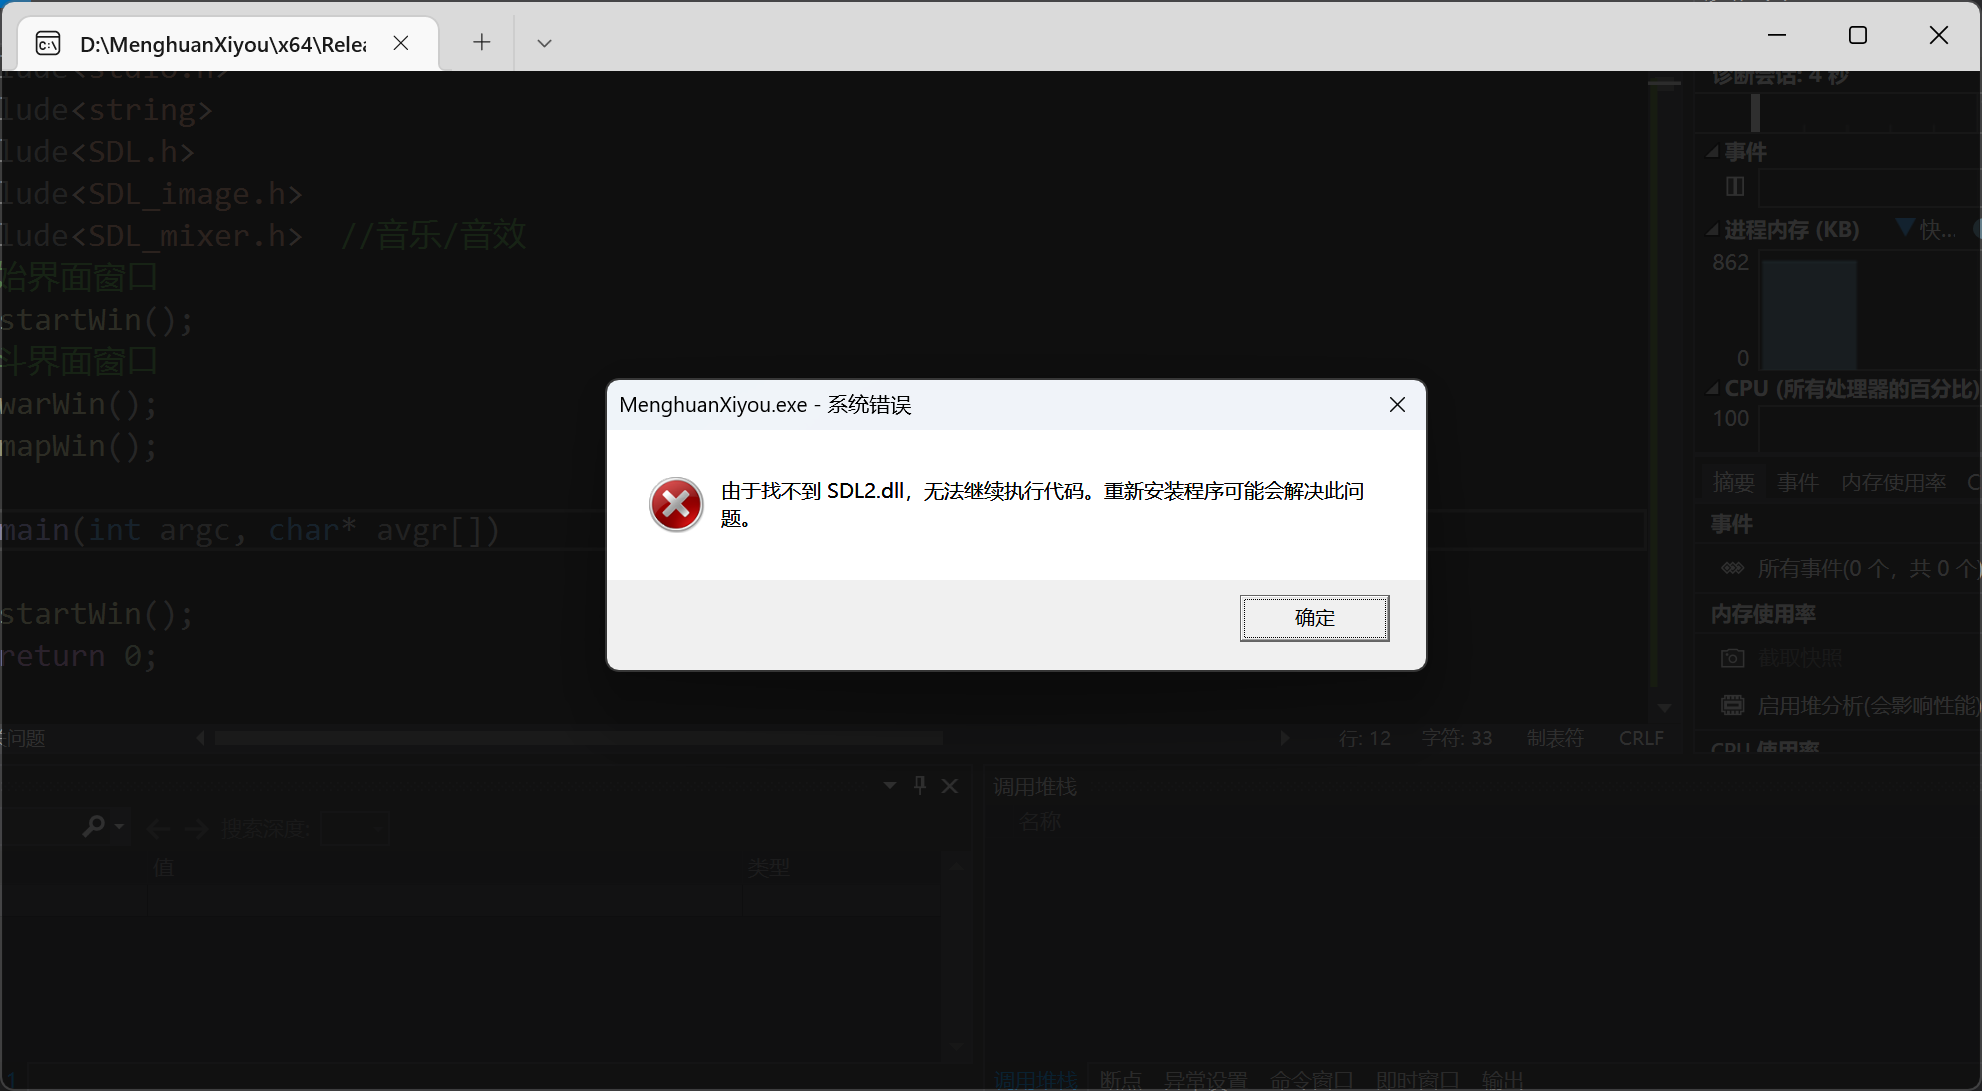 D:\MenghuanXiyou\x64\Relea
lude<stdio.h>
lude<string>
lude<SDL.h>
lude<SDL_image.h>
lude<SDL_mixer.h> //音乐/音效
始界面窗口
startWin();
斗界面窗口
warWin();
mapWin();
main(int argc, char* avgr[])
startWin();
return 0;
问题
行: 12
字符: 33
制表符
CRLF
MenghuanXiyou.exe - 系统错误
由于找不到 SDL2.dll，无法继续执行代码。重新安装程序可能会解决此问
题。
确定
诊断会话: 4 秒
事件
进程内存 (KB)
快...
862
0
CPU (所有处理器的百分比)
100
摘要 事件 内存使用率 C
事件
所有事件(0 个，共 0 个)
内存使用率
截取快照
启用堆分析(会影响性能)
CPU 使用率
搜索深度:
值
类型
调用堆栈
名称
调用堆栈 断点 异常设置 命令窗口 即时窗口 输出